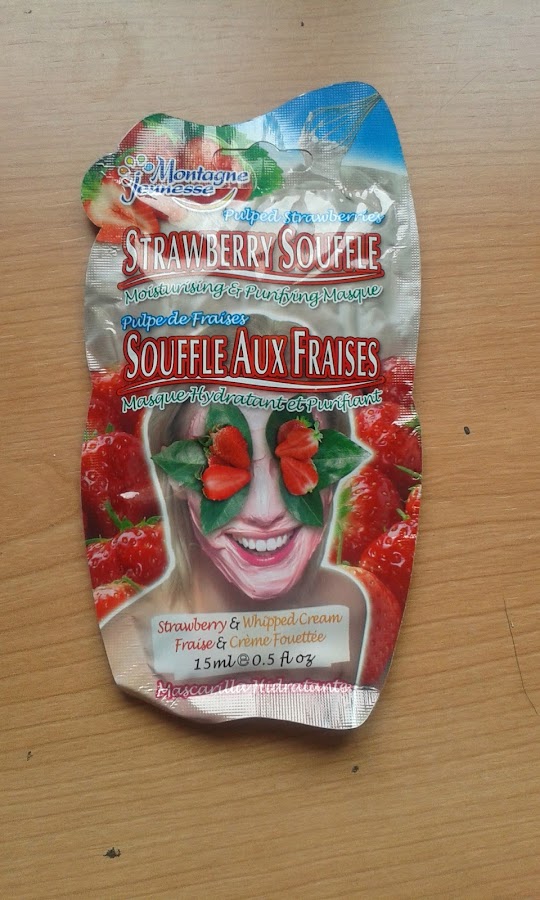 Montagne
Jeunesse
Pulped Strawberries
STRAWBERRY SOUFFLE
Moisturising & Purifying Masque
Pulpe de Fraises
SOUFFLE AUX FRAISES
Masque Hydratant et Purifiant
Strawberry & Whipped Cream
Fraise & Crème Fouettée
15ml ℮ 0.5 fl oz
Mascarilla Hidratante